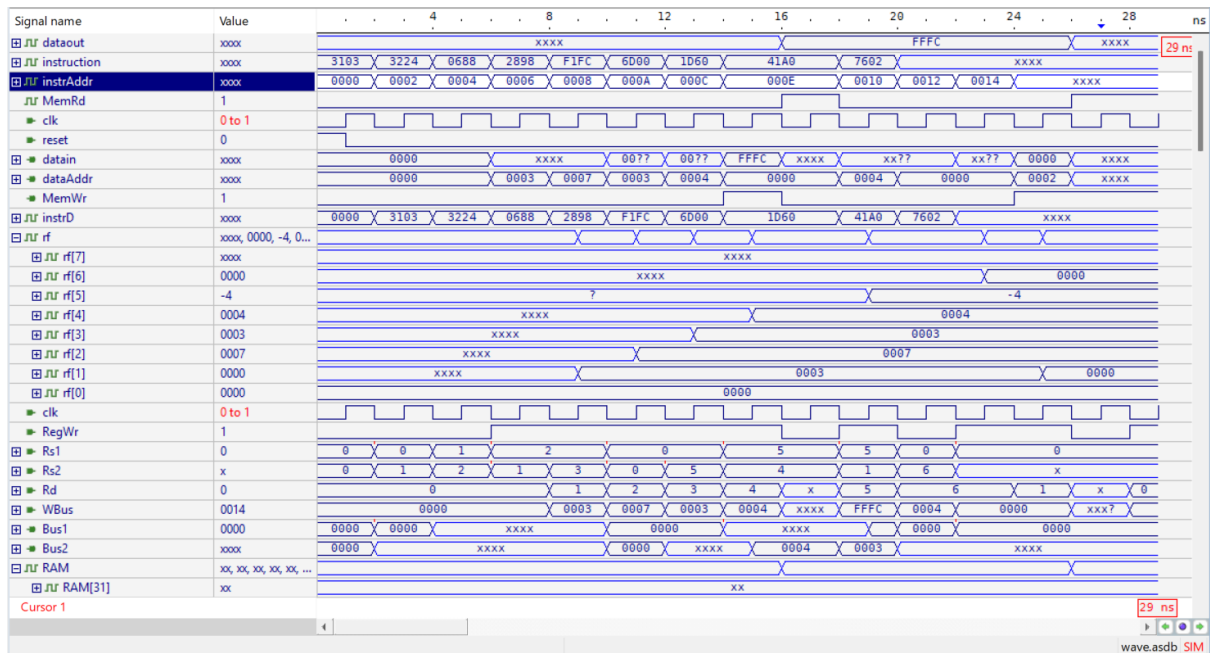 Signal name Value 4 8 12 16 20 24 28 ns
dataout xxxx xxxx FFFC xxxx 29 ns
instruction xxxx 3103 3224 0688 2898 F1FC 6D00 1D60 41A0 7602 xxxx
instrAddr xxxx 0000 0002 0004 0006 0008 000A 000C 000E 0010 0012 0014 xxxx
MemRd 1
clk 0 to 1
reset 0
datain xxxx 0000 xxxx 00?? 00?? FFFC xxxx xx?? xx?? 0000 xxxx
dataAddr xxxx 0000 0003 0007 0003 0004 0000 0004 0000 0002 xxxx
MemWr 1
instrD xxxx 0000 3103 3224 0688 2898 F1FC 6D00 1D60 41A0 7602 xxxx
rf xxxx, 0000, -4, 0...
rf[7] xxxx xxxx
rf[6] 0000 xxxx 0000
rf[5] -4 ? -4
rf[4] 0004 xxxx 0004
rf[3] 0003 xxxx 0003
rf[2] 0007 xxxx 0007
rf[1] 0000 xxxx 0003 0000
rf[0] 0000 0000
clk 0 to 1
RegWr 1
Rs1 0 0 0 1 2 0 5 5 0 0
Rs2 x 0 1 2 1 3 0 5 4 1 6 x
Rd 0 0 1 2 3 4 x 5 6 1 x 0
WBus 0014 0000 0003 0007 0003 0004 xxxx FFFC 0004 0000 xxx?
Bus1 0000 0000 0000 xxxx 0000 xxxx 0000 0000
Bus2 xxxx 0000 xxxx 0000 xxxx 0004 0003 xxxx
RAM xx, xx, xx, xx, xx, ...
RAM[31] xx xx
Cursor 1 29 ns
wave.asdb SIM